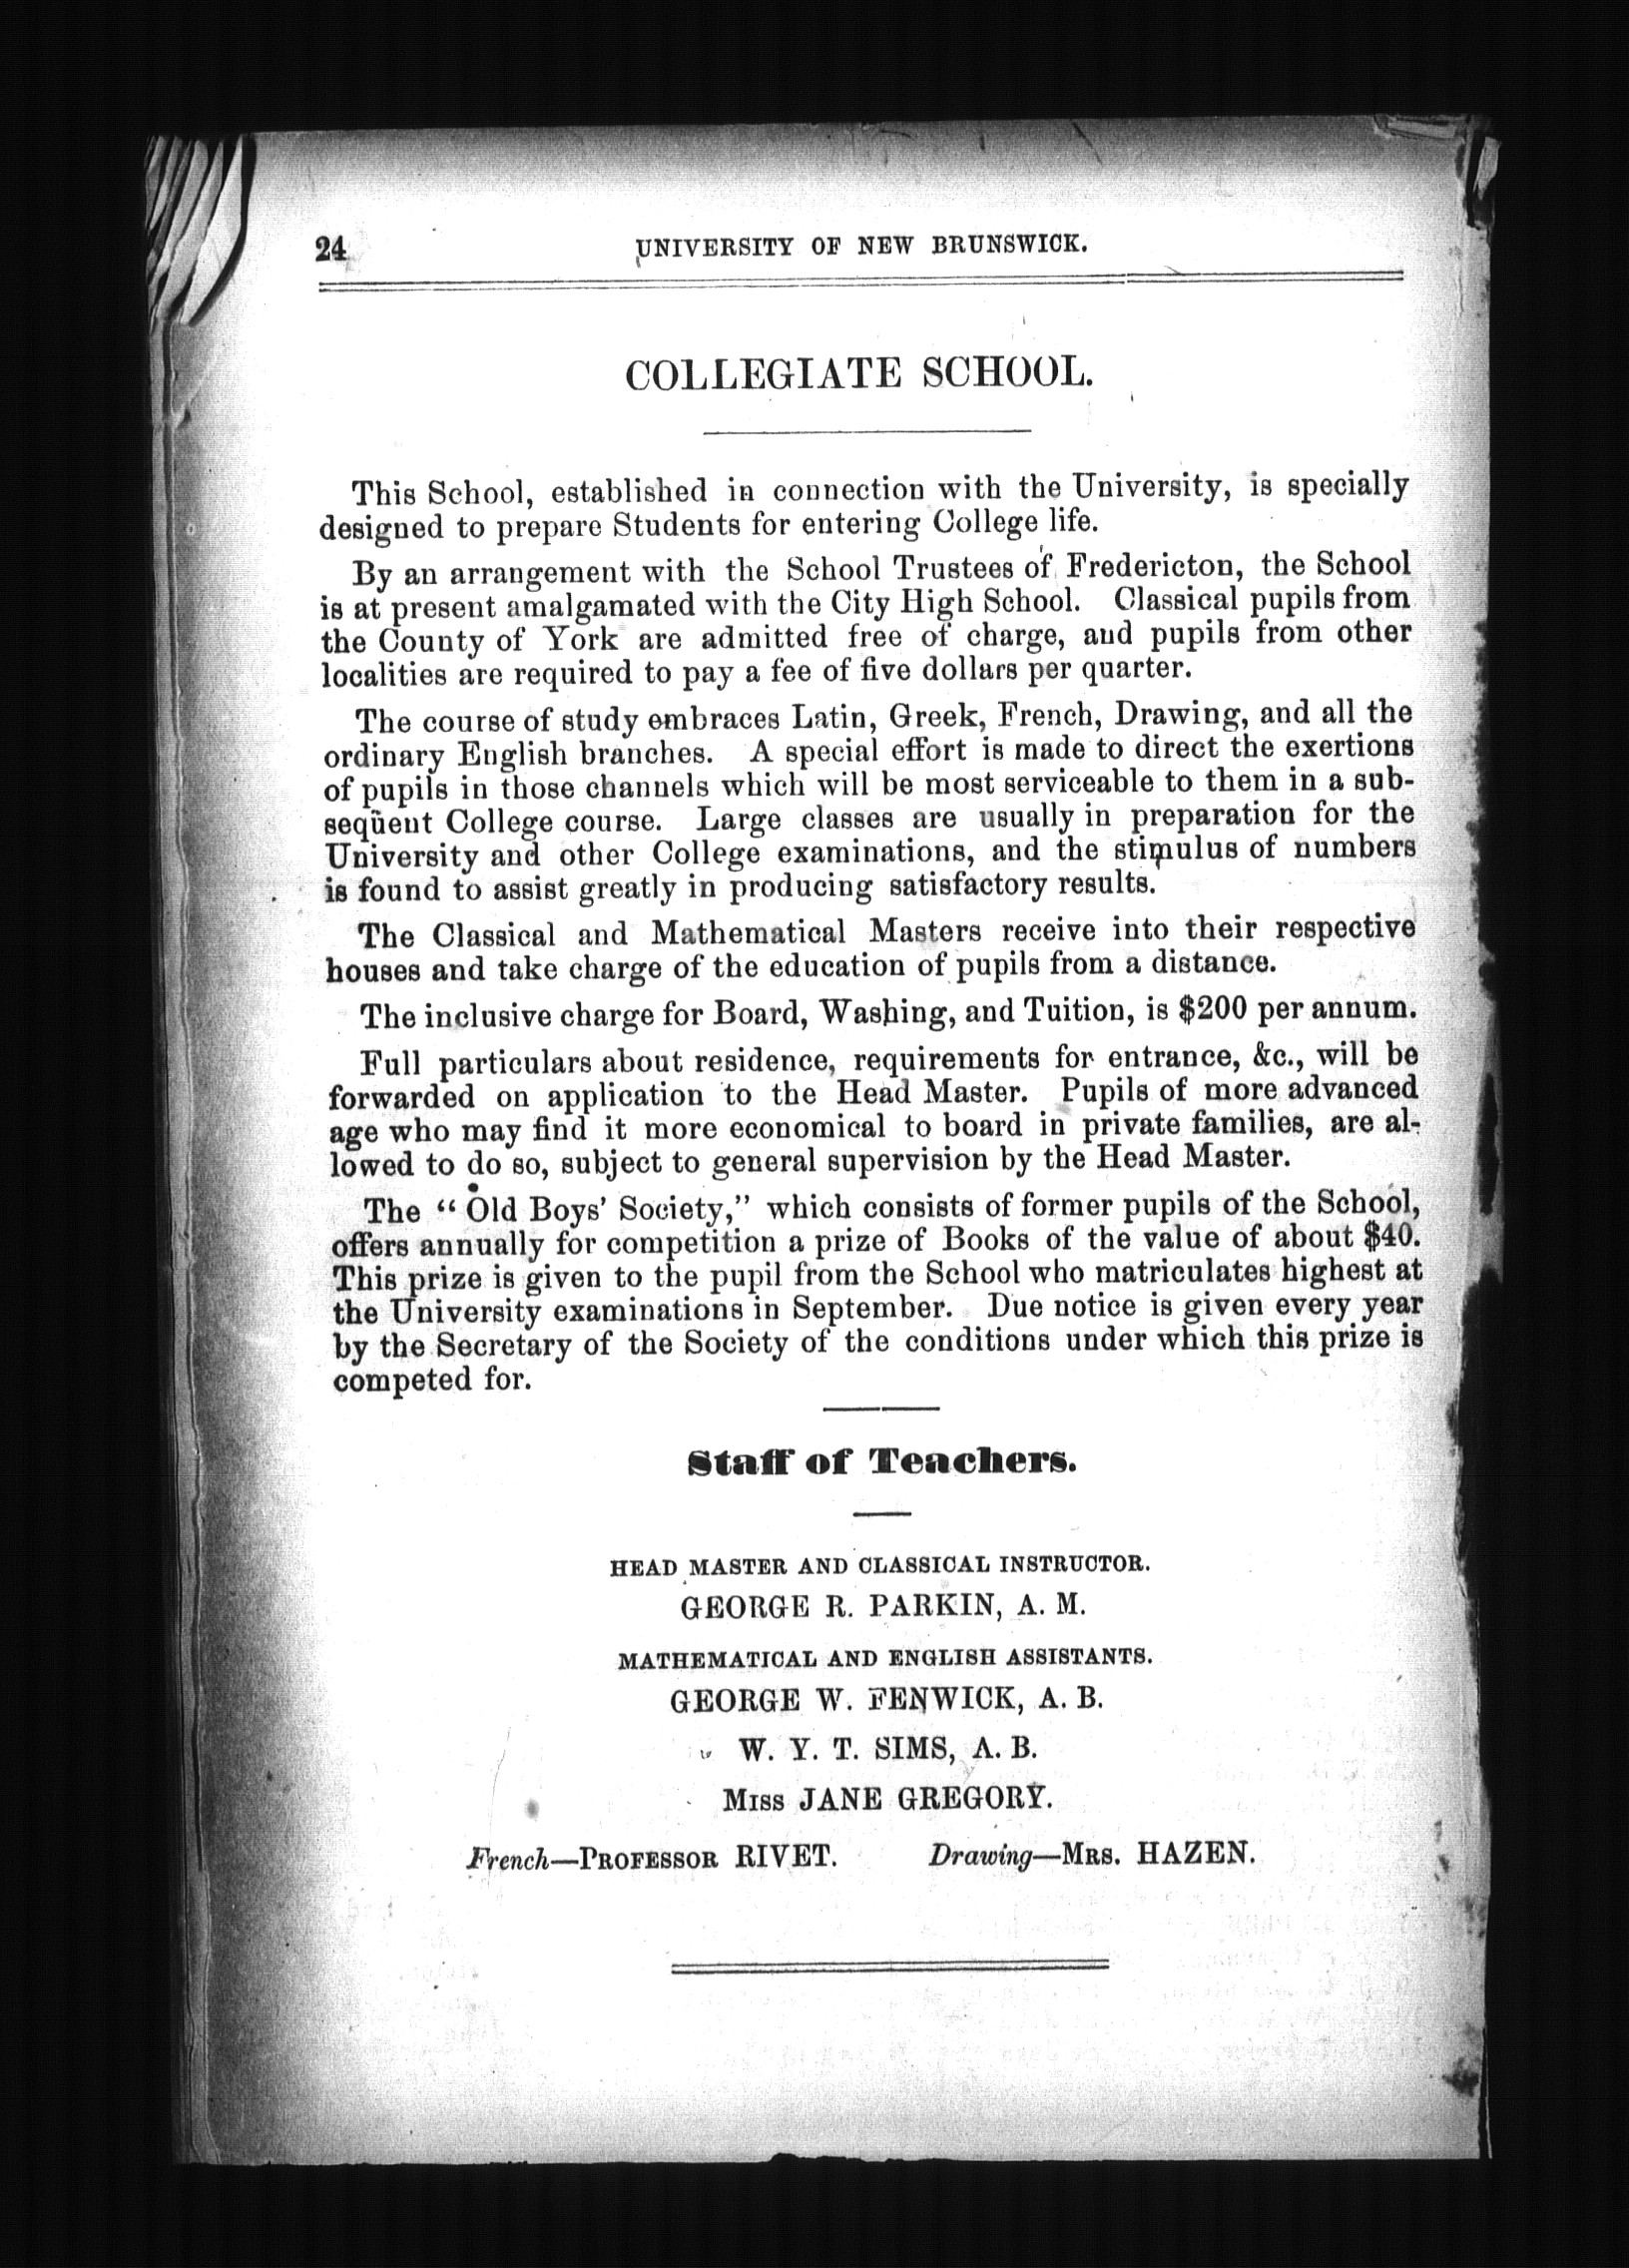 24 UNIVERSITY OF NEW BRUNSWICK.
COLLEGIATE SCHOOL.
This School, established in connection with the University, is specially
designed to prepare Students for entering College life.
By an arrangement with the School Trustees of Fredericton, the School
is at present amalgamated with the City High School. Classical pupils from
the County of York are admitted free of charge, and pupils from other
localities are required to pay a fee of five dollars per quarter.
The course of study embraces Latin, Greek, French, Drawing, and all the
ordinary English branches. A special effort is made to direct the exertions
of pupils in those channels which will be most serviceable to them in a sub-
sequent College course. Large classes are usually in preparation for the
University and other College examinations, and the stimulus of numbers
is found to assist greatly in producing satisfactory results.
The Classical and Mathematical Masters receive into their respective
houses and take charge of the education of pupils from a distance.
The inclusive charge for Board, Washing, and Tuition, is $200 per annum.
Full particulars about residence, requirements for entrance, &c., will be
forwarded on application to the Head Master. Pupils of more advanced
age who may find it more economical to board in private families, are al-
lowed to do so, subject to general supervision by the Head Master.
The “Old Boys’ Society,” which consists of former pupils of the School,
offers annually for competition a prize of Books of the value of about $40.
This prize is given to the pupil from the School who matriculates highest at
the University examinations in September. Due notice is given every year
by the Secretary of the Society of the conditions under which this prize is
competed for.
Staff of Teachers.
HEAD MASTER AND CLASSICAL INSTRUCTOR.
GEORGE R. PARKIN, A. M.
MATHEMATICAL AND ENGLISH ASSISTANTS.
GEORGE W. FENWICK, A. B.
W. Y. T. SIMS, A. B.
MISS JANE GREGORY.
French—PROFESSOR RIVET. Drawing—MRS. HAZEN.